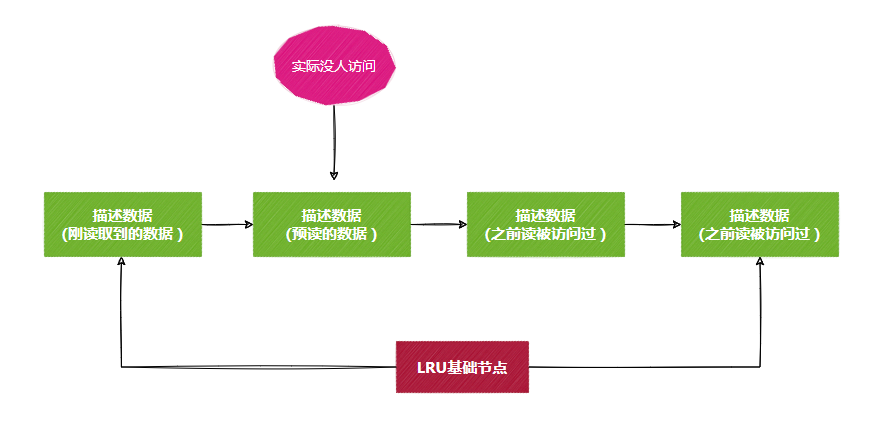 实际没人访问
描述数据
(刚读取到的数据）
描述数据
(预读的数据）
描述数据
(之前读被访问过）
描述数据
(之前读被访问过）
LRU基础节点